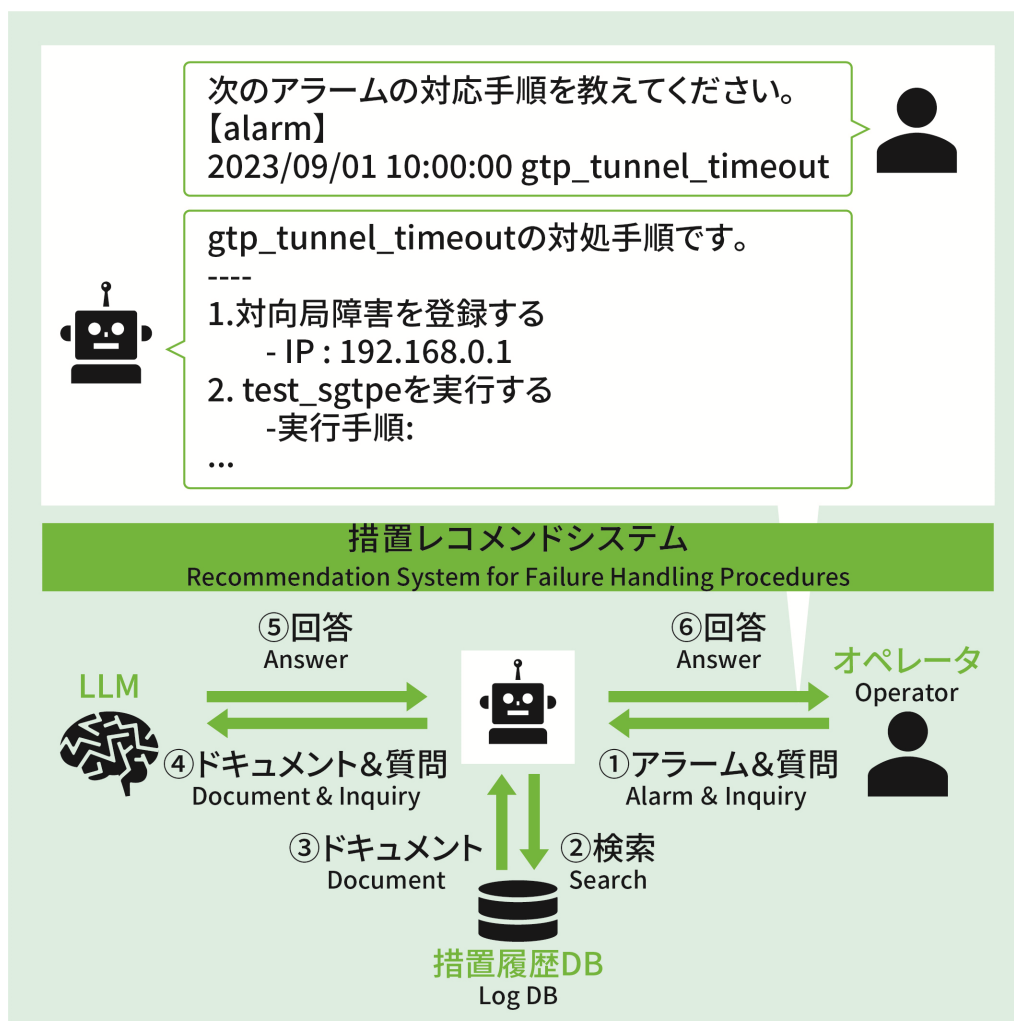 次のアラームの対応手順を教えてください。
【alarm】
2023/09/01 10:00:00 gtp_tunnel_timeout
gtp_tunnel_timeoutの対処手順です。
----
1.対向局障害を登録する
- IP : 192.168.0.1
2. test_sgtpeを実行する
-実行手順:
...
措置レコメンドシステム
Recommendation System for Failure Handling Procedures
⑤回答
Answer
⑥回答
Answer
LLM
オペレータ
Operator
④ドキュメント&質問
Document & Inquiry
①アラーム&質問
Alarm & Inquiry
③ドキュメント
Document
②検索
Search
措置履歴DB
Log DB